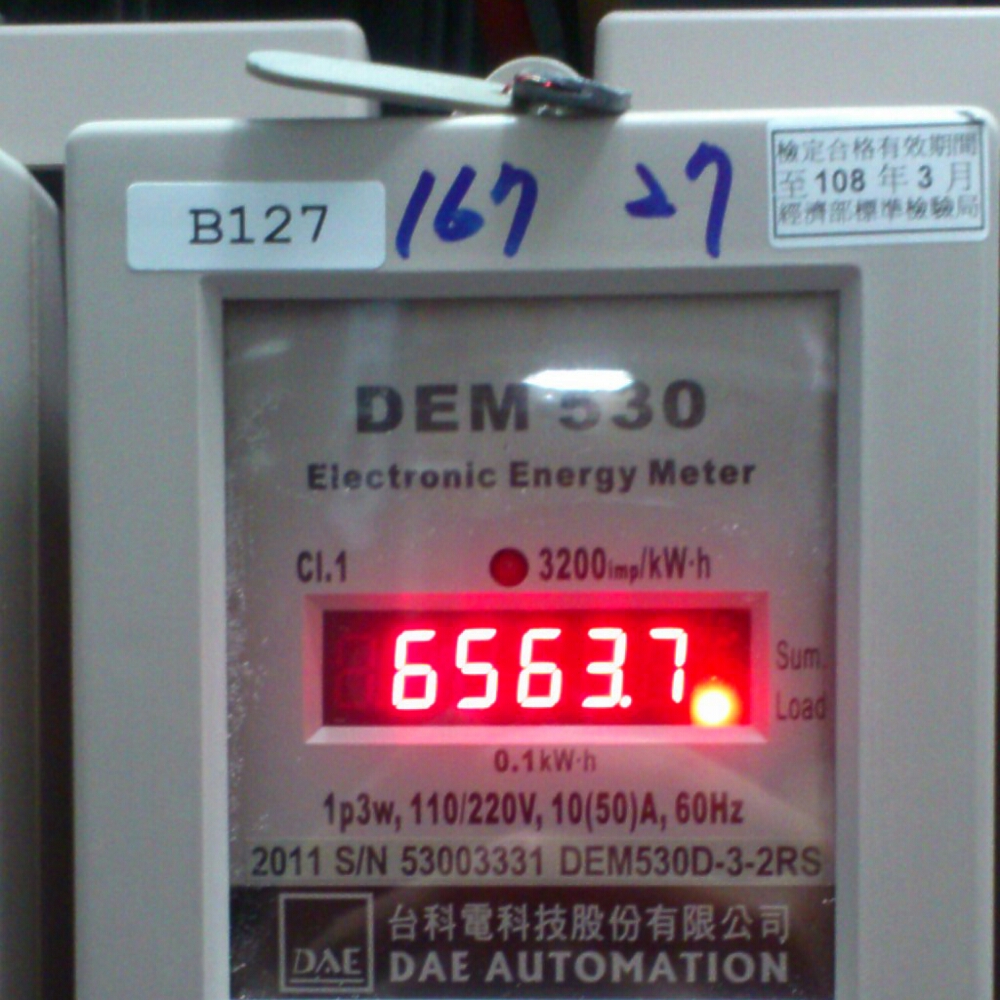 B127
167 27
檢定合格有效期間
至 108 年 3 月
經濟部標準檢驗局
DEM 530
Electronic Energy Meter
Cl.1
3200imp/kW·h
6563.7
Sum.
Load
0.1kW·h
1p3w, 110/220V, 10(50)A, 60Hz
2011 S/N 53003331 DEM530D-3-2RS
DAE
台科電科技股份有限公司
DAE AUTOMATION